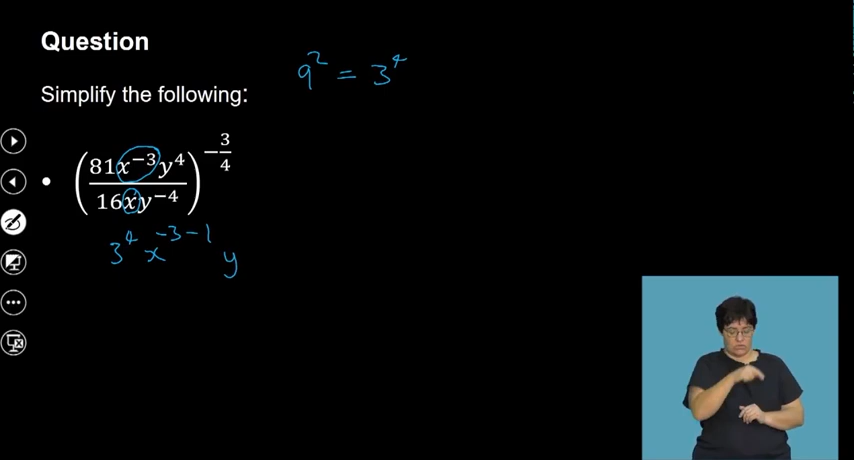 Question
9² = 3⁴
Simplify the following:
• (81x⁻³y⁴ / 16xy⁻⁴)^(−3/4)
3⁴ x⁻³⁻¹ y